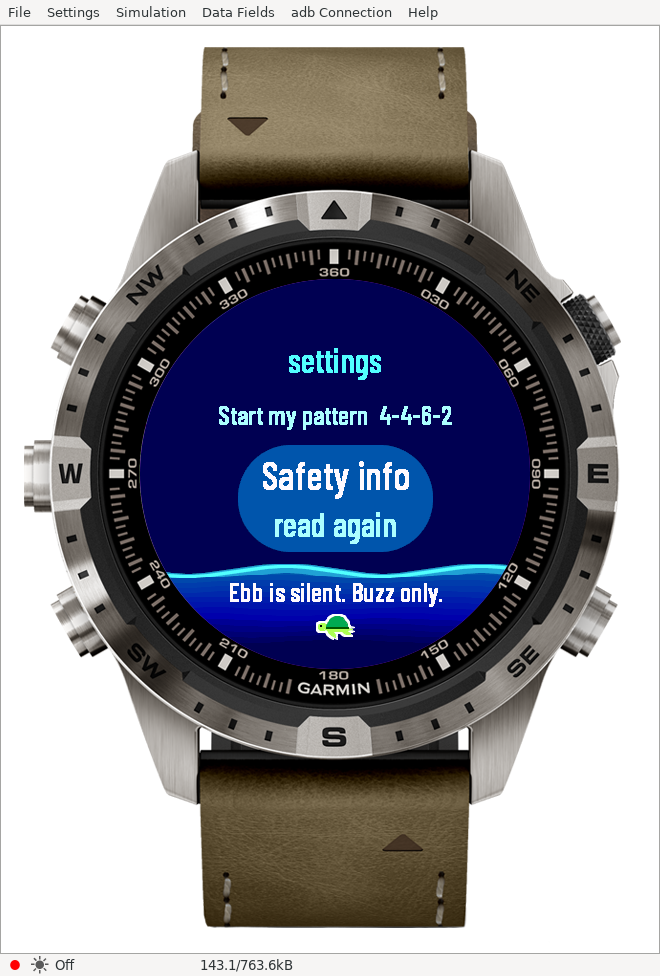 File Settings Simulation Data Fields adb Connection Help
360
330 030
NW NE
300 060
W 270 060 E
settings
Start my pattern 4-4-6-2
Safety info
read again
Ebb is silent. Buzz only.
240 120
210 150
180
GARMIN
SW SE
S
Off 143.1/763.6kB